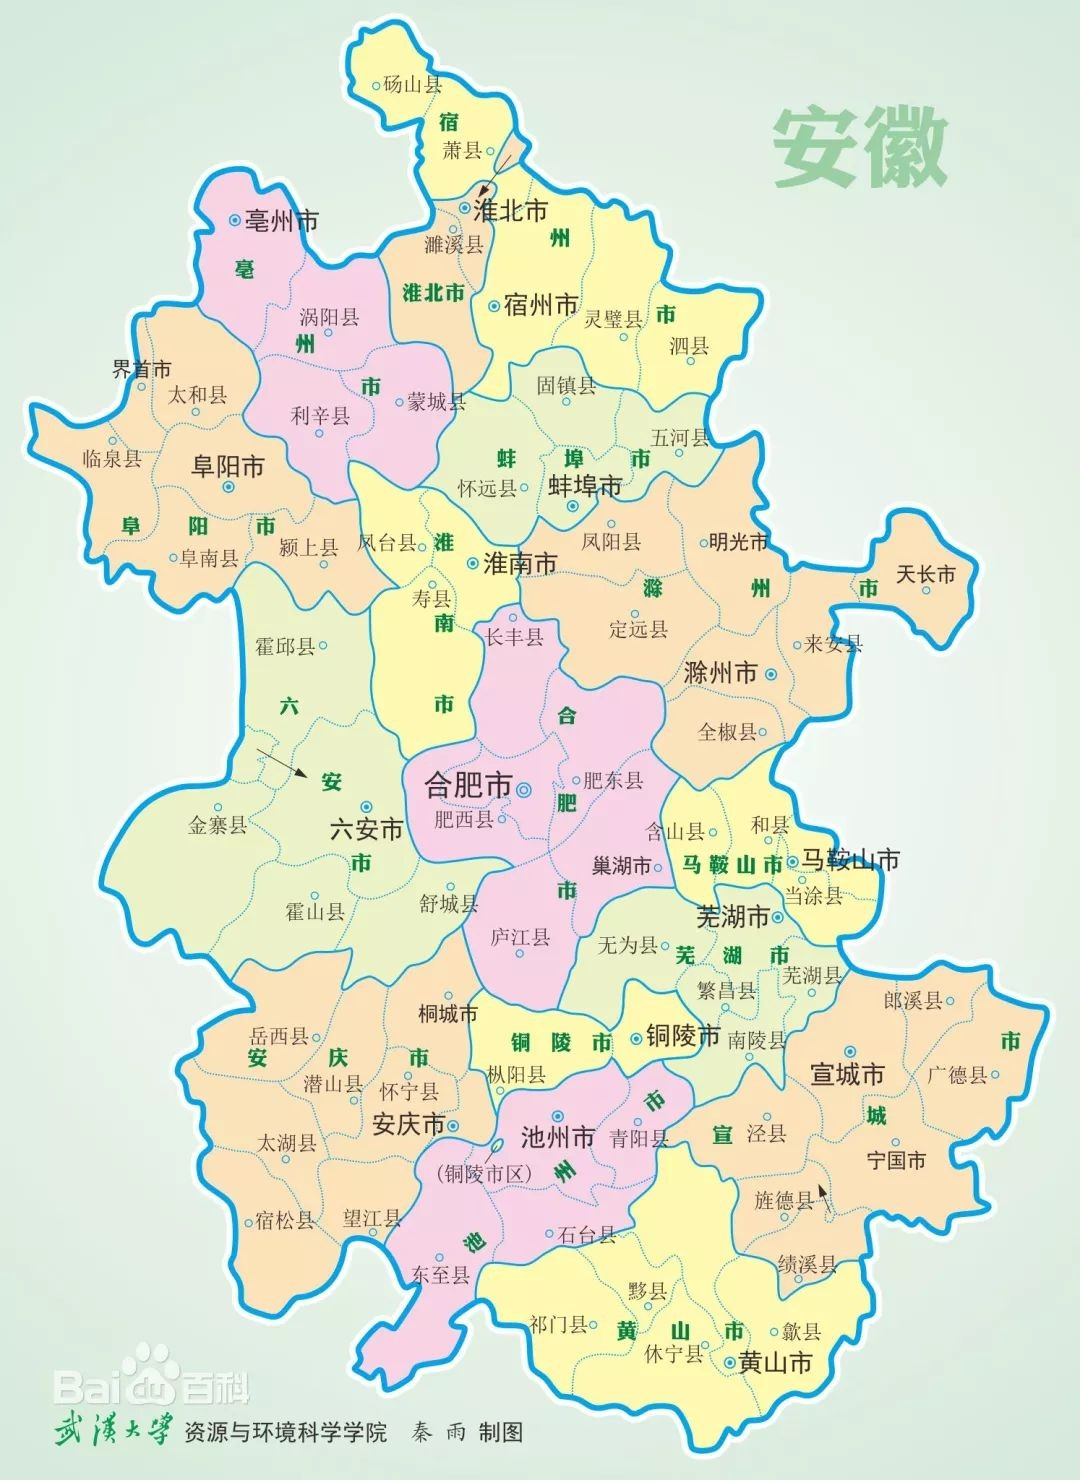 安徽
砀山县
宿
萧县
亳州市
淮北市
濉溪县
州
亳
淮北市
宿州市
灵璧县
市
泗县
涡阳县
州
界首市
太和县
市
固镇县
利辛县
蒙城县
五河县
临泉县
阜阳市
蚌
埠
市
怀远县
蚌埠市
阜
阳
市
凤阳县
明光市
阜南县
颍上县
凤台县
淮
淮南市
天长市
滁
州
市
寿县
南
长丰县
定远县
来安县
霍邱县
滁州市
六
市
合
全椒县
安
合肥市
肥东县
肥
金寨县
六安市
肥西县
含山县
和县
市
巢湖市
马鞍山市
马鞍山市
霍山县
舒城县
市
当涂县
芜湖市
庐江县
无为县
芜
湖
市
芜湖县
繁昌县
郎溪县
桐城市
岳西县
安
庆
市
铜
陵
市
铜陵市
南陵县
市
潜山县
怀宁县
枞阳县
宣城市
广德县
安庆市
池州市
市
青阳县
宣
泾县
城
太湖县
(铜陵市区)
州
宁国市
宿松县
望江县
旌德县
池
石台县
东至县
绩溪县
黟县
祁门县
黄
山
市
歙县
休宁县
黄山市
Bai百科
武漢大学 资源与环境科学学院 秦雨 制图